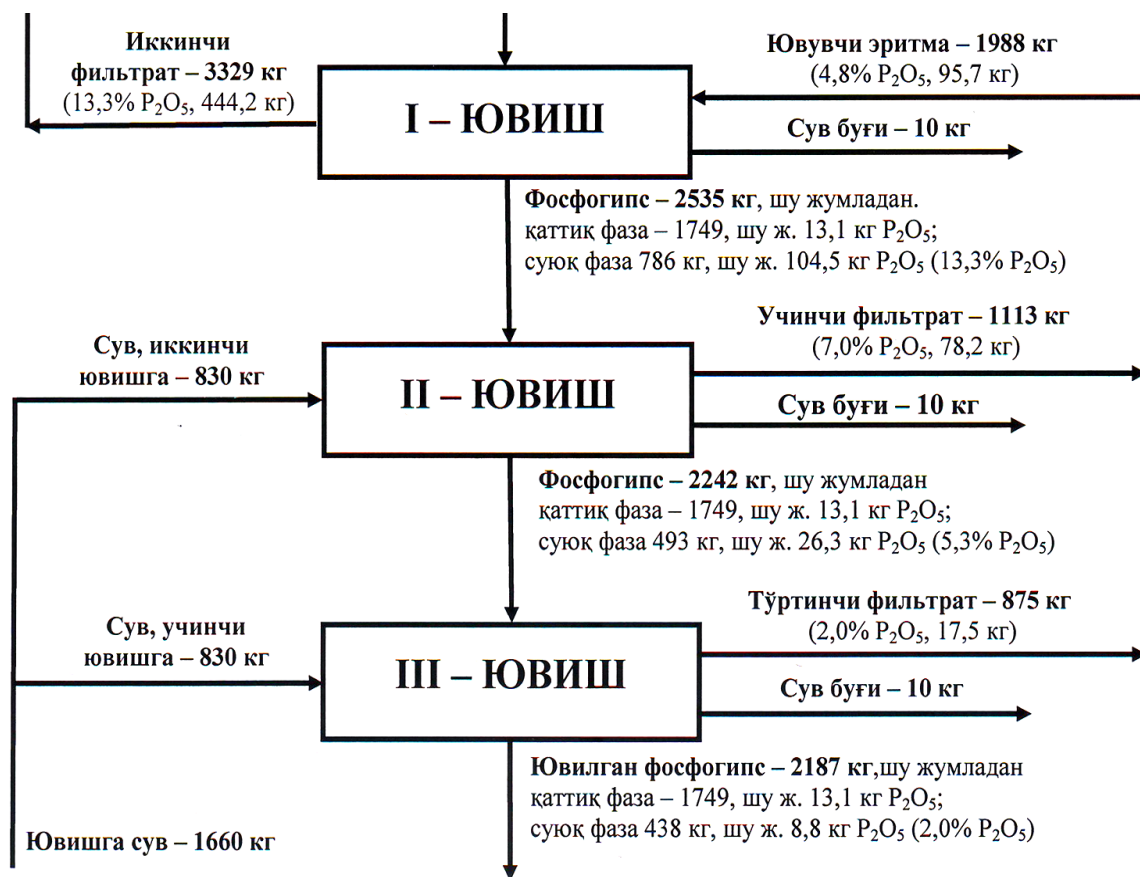 Иккинчи
фильтрат – 3329 кг
(13,3% P₂O₅, 444,2 кг)
Ювувчи эритма – 1988 кг
(4,8% P₂O₅, 95,7 кг)
I – ЮВИШ
Сув буғи – 10 кг
Фосфогипс – 2535 кг, шу жумладан.
қаттиқ фаза – 1749, шу ж. 13,1 кг P₂O₅;
суюқ фаза 786 кг, шу ж. 104,5 кг P₂O₅ (13,3% P₂O₅)
Сув, иккинчи
ювишга – 830 кг
Учинчи фильтрат – 1113 кг
(7,0% P₂O₅, 78,2 кг)
II – ЮВИШ
Сув буғи – 10 кг
Фосфогипс – 2242 кг, шу жумладан
қаттиқ фаза – 1749, шу ж. 13,1 кг P₂O₅;
суюқ фаза 493 кг, шу ж. 26,3 кг P₂O₅ (5,3% P₂O₅)
Сув, учинчи
ювишга – 830 кг
Тўртинчи фильтрат – 875 кг
(2,0% P₂O₅, 17,5 кг)
III – ЮВИШ
Сув буғи – 10 кг
Ювилган фосфогипс – 2187 кг,шу жумладан
қаттиқ фаза – 1749, шу ж. 13,1 кг P₂O₅;
суюқ фаза 438 кг, шу ж. 8,8 кг P₂O₅ (2,0% P₂O₅)
Ювишга сув – 1660 кг